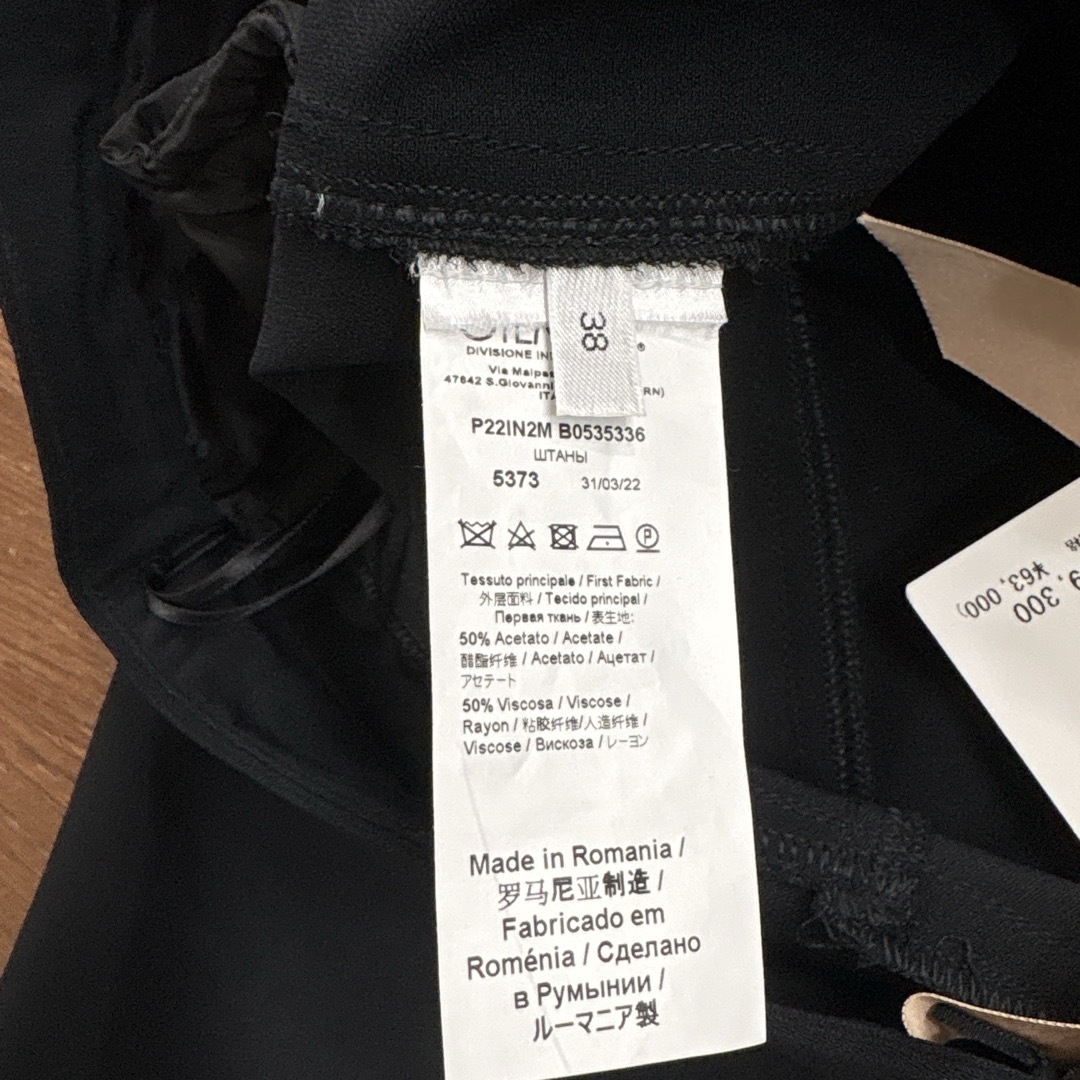 38
DIVISIONE
Via
47842 S.Giovanni RN)
P22IN2M B0535336
ШТАНЫ
5373 31/03/22
Tessuto principale / First Fabric /
外层面料 / Tecido principal /
Первая ткань / 表生地:
50% Acetato / Acetate /
醋酯纤维 / Acetato / Ацетат /
アセテート
50% Viscosa / Viscose /
Rayon / 粘胶纤维/人造纤维 /
Viscose / Вискоза / レーヨン
Made in Romania /
罗马尼亚制造 /
Fabricado em
Roménia / Сделано
в Румынии /
ルーマニア製
9,300
¥63,000)